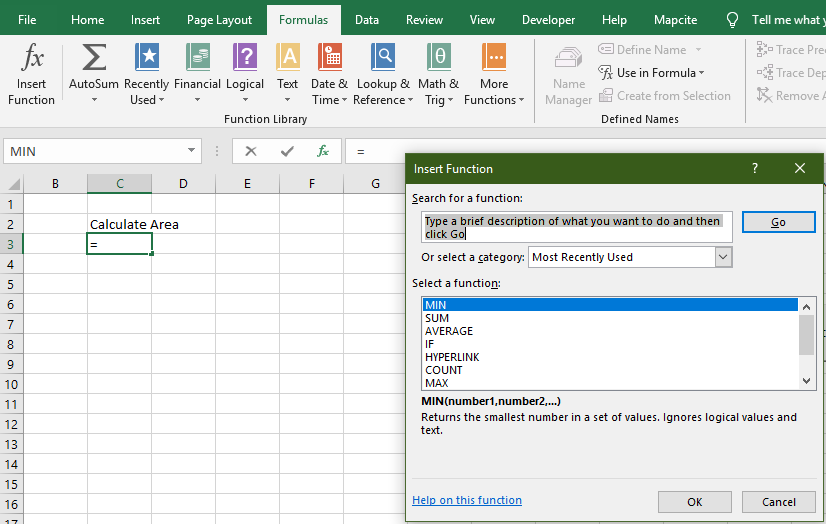 File Home Insert Page Layout Formulas Data Review View Developer Help Mapcite Tell me what y
fx Σ A θ
Insert Function AutoSum Recently Used Financial Logical Text Date & Time Lookup & Reference Math & Trig More Functions
Name Manager
Define Name
Use in Formula
Create from Selection
Trace Pre
Trace Dep
Remove A
Function Library Defined Names
MIN fx =
B C D E F G
1
2 Calculate Area
3 =
4
5
6
7
8
9
10
11
12
13
14
15
16
17
Insert Function ?
Search for a function:
Type a brief description of what you want to do and then
click Go
Go
Or select a category: Most Recently Used
Select a function:
MIN
SUM
AVERAGE
IF
HYPERLINK
COUNT
MAX
MIN(number1,number2,...)
Returns the smallest number in a set of values. Ignores logical values and
text.
Help on this function OK Cancel